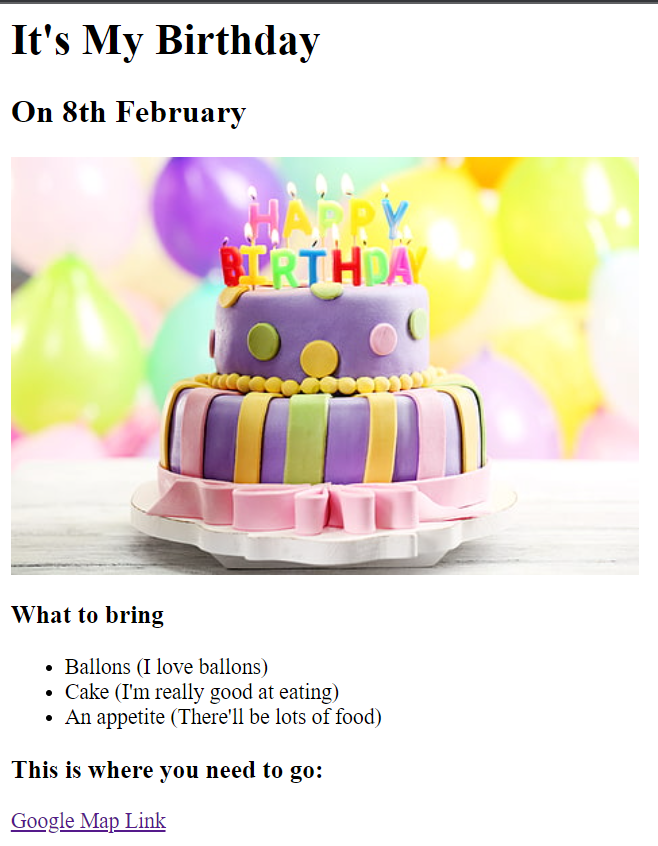 It's My Birthday
On 8th February
HAPPY
BIRTHDAY
What to bring
Ballons (I love ballons)
Cake (I'm really good at eating)
An appetite (There'll be lots of food)
This is where you need to go:
Google Map Link